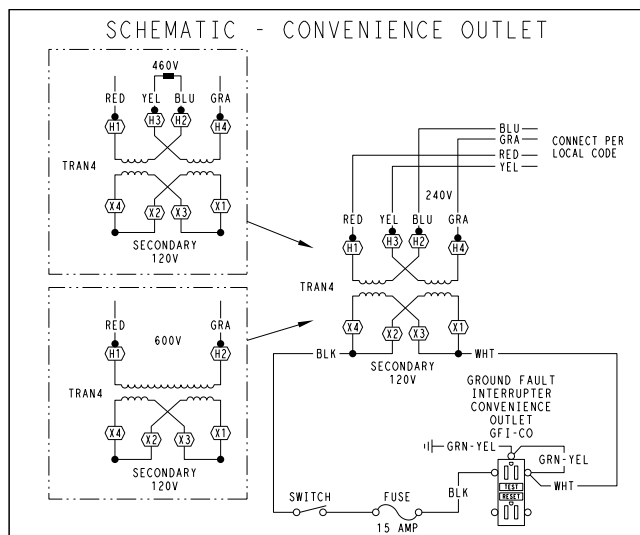 SCHEMATIC - CONVENIENCE OUTLET
460V
RED YEL BLU GRA
H1 H3 H2 H4
TRAN4
X4 X2 X3 X1
SECONDARY
120V
BLU
GRA
RED
YEL
CONNECT PER
LOCAL CODE
240V
RED YEL BLU GRA
H1 H3 H2 H4
TRAN4
X4 X2 X3 X1
BLK
WHT
SECONDARY
120V
RED GRA
600V
H1 H2
TRAN4
X4 X2 X3 X1
SECONDARY
120V
GROUND FAULT
INTERRUPTER
CONVENIENCE
OUTLET
GFI-CO
GRN-YEL
GRN-YEL
WHT
BLK
TEST
RESET
SWITCH
FUSE
15 AMP